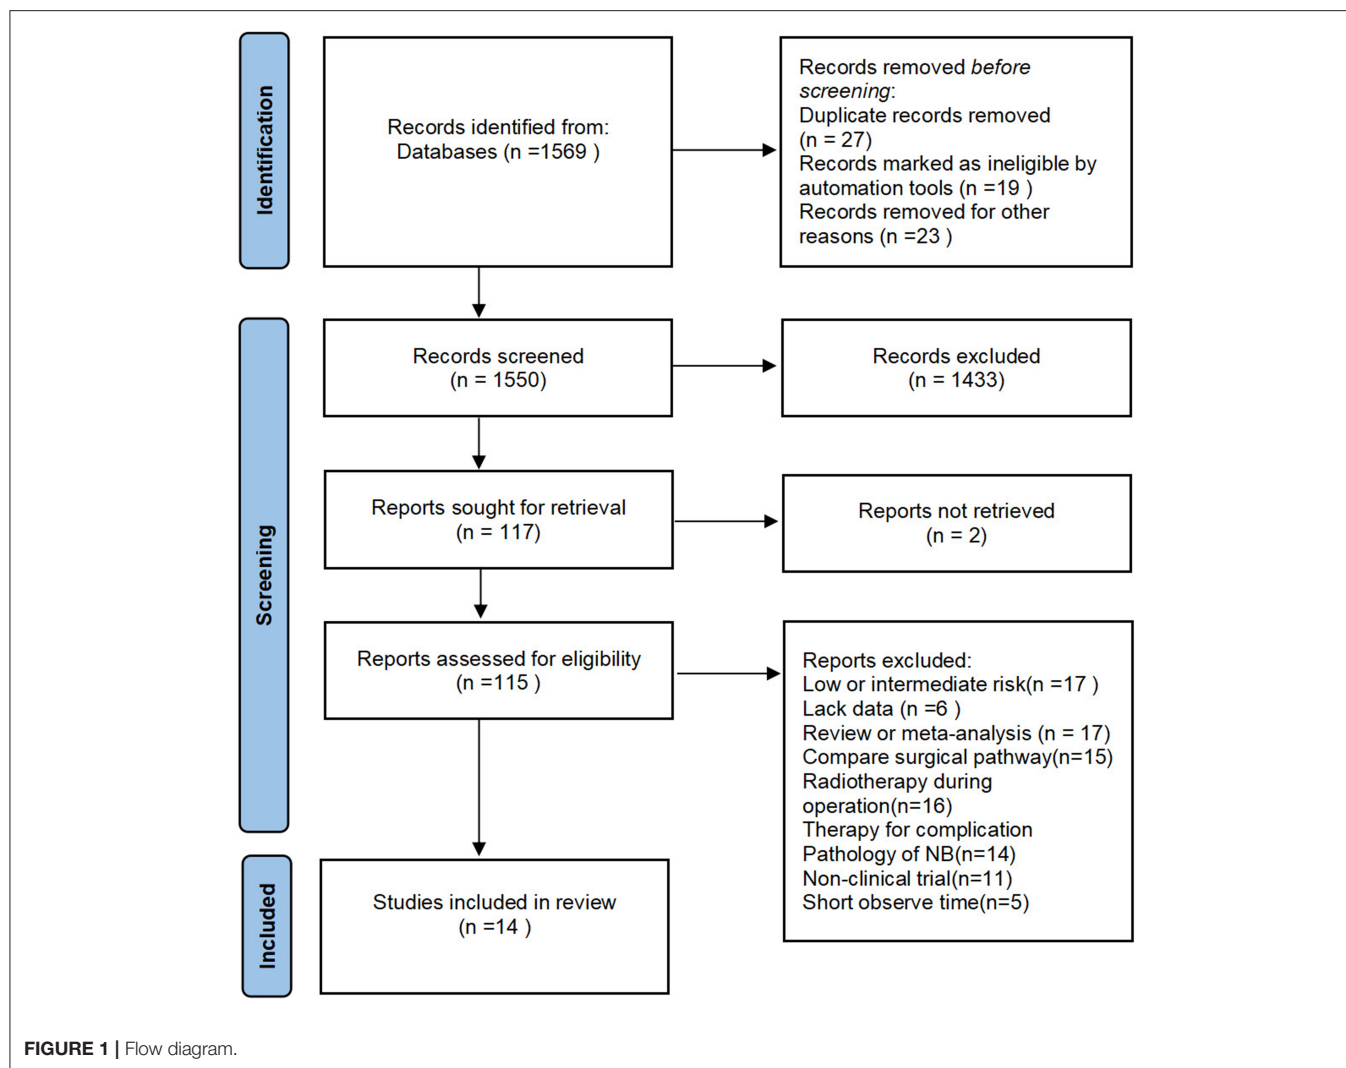 Identification
Records identified from:
Databases (n =1569 )
Records removed before
screening:
Duplicate records removed
(n = 27)
Records marked as ineligible by
automation tools (n =19 )
Records removed for other
reasons (n =23 )
Screening
Records screened
(n = 1550)
Records excluded
(n = 1433)
Reports sought for retrieval
(n = 117)
Reports not retrieved
(n = 2)
Reports assessed for eligibility
(n =115 )
Reports excluded:
Low or intermediate risk(n =17 )
Lack data (n =6 )
Review or meta-analysis (n = 17)
Compare surgical pathway(n=15)
Radiotherapy during
operation(n=16)
Therapy for complication
Pathology of NB(n=14)
Non-clinical trial(n=11)
Short observe time(n=5)
Included
Studies included in review
(n =14 )
FIGURE 1 | Flow diagram.